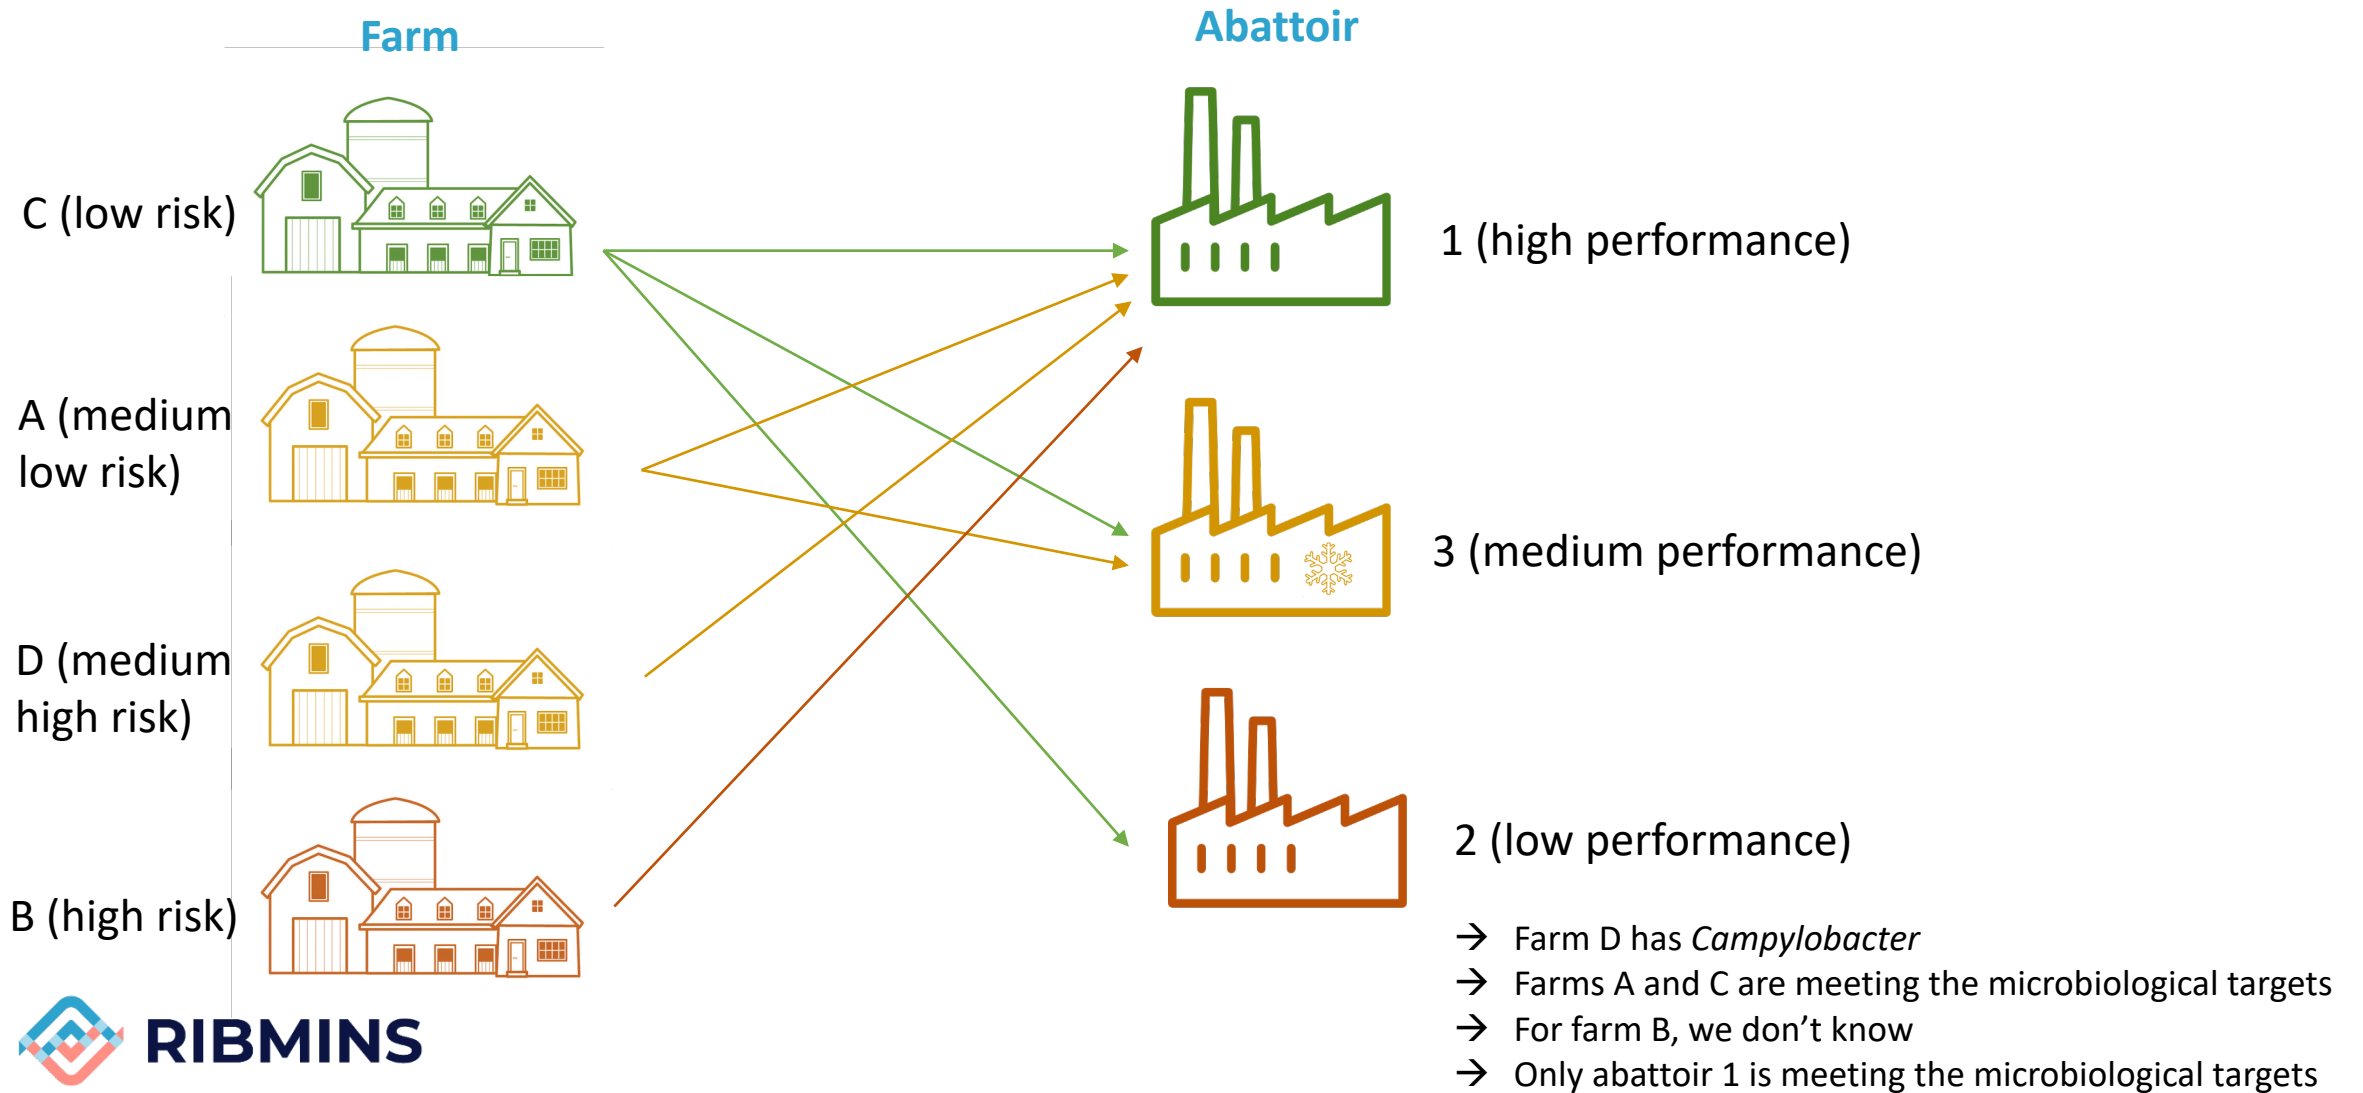 Farm
Abattoir
C (low risk)
1 (high performance)
A (medium
low risk)
3 (medium performance)
D (medium
high risk)
2 (low performance)
B (high risk)
→ Farm D has Campylobacter
→ Farms A and C are meeting the microbiological targets
→ For farm B, we don’t know
→ Only abattoir 1 is meeting the microbiological targets
RIBMINS